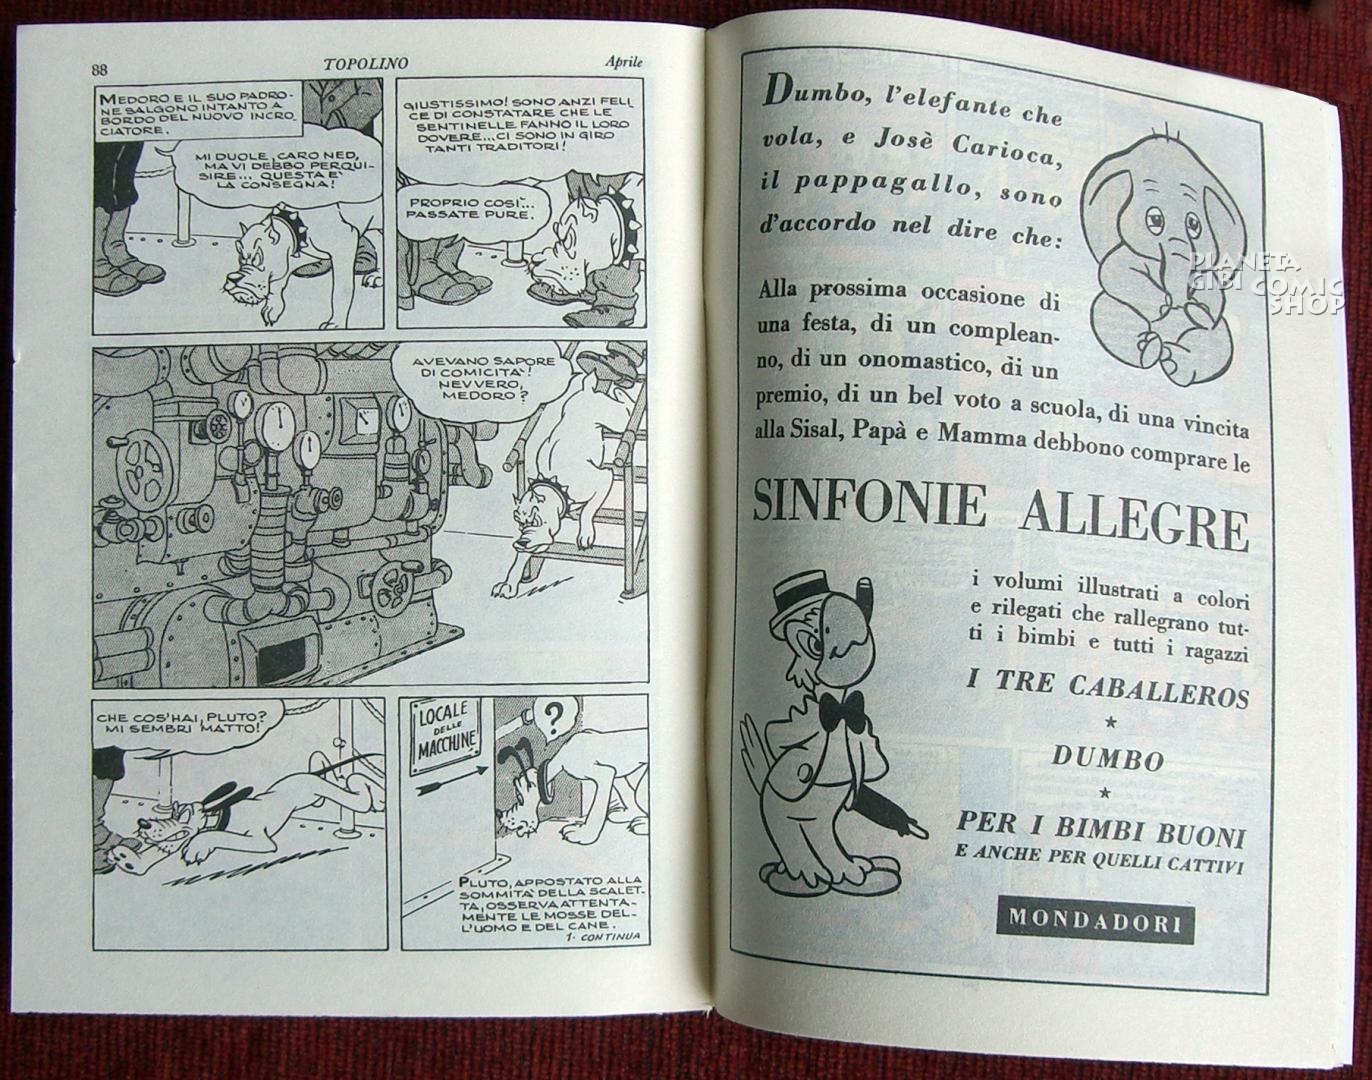 88
TOPOLINO
Aprile
MEDORO E IL SUO PADRO-
NE SALGONO INTANTO A
BORDO DEL NUOVO INCRO-
CIATORE.
MI DUOLE, CARO NED,
MA VI DEBBO PERQUI-
SIRE... QUESTA E'
LA CONSEGNA!
GIUSTISSIMO! SONO ANZI FELI
CE DI CONSTATARE CHE LE
SENTINELLE FANNO IL LORO
DOVERE... CI SONO IN GIRO
TANTI TRADITORI!
PROPRIO COSÌ...
PASSATE PURE.
AVEVANO SAPORE
DI COMICITA'!
NEVVERO,
MEDORO?
CHE COS'HAI, PLUTO?
MI SEMBRI MATTO!
LOCALE
DELLE
MACCHINE
?
PLUTO, APPOSTATO ALLA
SOMMITA' DELLA SCALET-
TA, OSSERVA ATTENTA-
MENTE LE MOSSE DEL-
L'UOMO E DEL CANE.
1- CONTINUA
Dumbo, l'elefante che
vola, e Josè Carioca,
il pappagallo, sono
d'accordo nel dire che:
Alla prossima occasione di
una festa, di un complean-
no, di un onomastico, di un
premio, di un bel voto a scuola, di una vincita
alla Sisal, Papà e Mamma debbono comprare le
SINFONIE ALLEGRE
i volumi illustrati a colori
e rilegati che rallegrano tut-
ti i bimbi e tutti i ragazzi
I TRE CABALLEROS
★
DUMBO
★
PER I BIMBI BUONI
E ANCHE PER QUELLI CATTIVI
MONDADORI
PIANETA
GIBI COMIC
SHOP